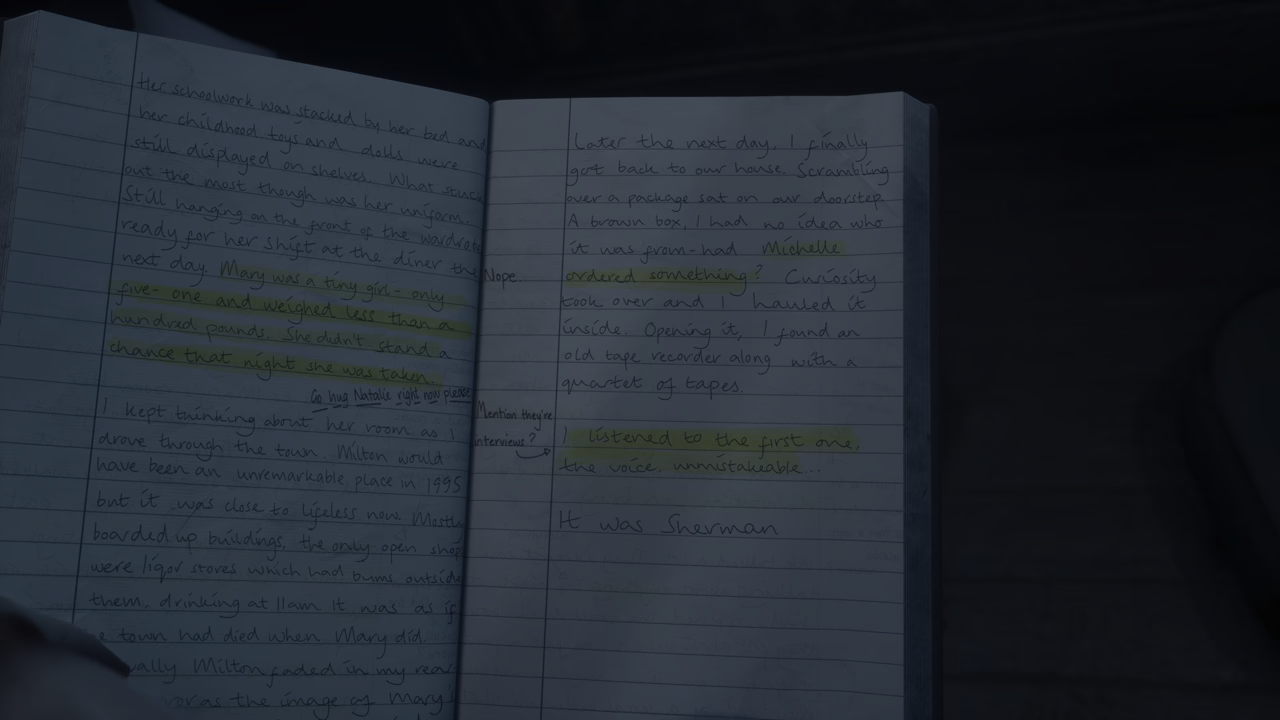 Her schoolwork was stacked by her bed and
her childhood toys and dolls were
still displayed on shelves. What stuck
out the most though was her uniform.
Still hanging on the front of the wardrobe
ready for her shift at the diner the
next day. Mary was a tiny girl- only
five- one and weighed less than a
hundred pounds. She didn't stand a
chance that night she was taken.
Go hug Natalie right now please
I kept thinking about her room as I
drove through the town. Milton would
have been an unremarkable place in 1995
but it was close to lifeless now. Mostly
boarded up buildings, the only open shop
were liqor stores which had bums outside
them, drinking at 11am. It was as if
town had died when Mary did.
Milton faded in my
as the image of Mary's
Nope.
Mention they're
interviews?
Later the next day, I finally
got back to our house. Scrambling
over a package sat on our doorstep.
A brown box, I had no idea who
it was from-had Michelle
ordered something? Curiosity
took over and I hauled it
inside. Opening it, I found an
old tape recorder along with a
quartet of tapes.
I listened to the first one,
the voice, unmistakeable...
It was Sherman